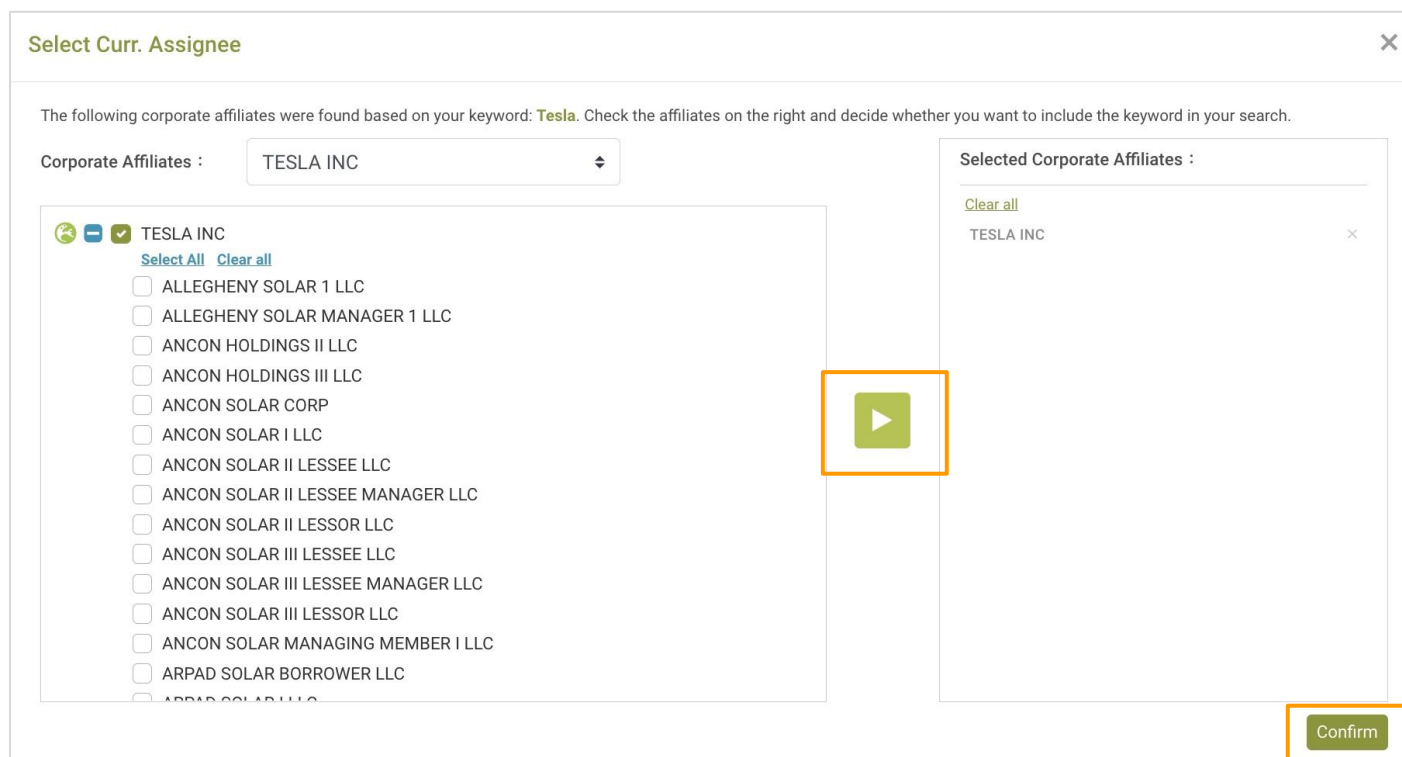 Select Curr. Assignee
The following corporate affiliates were found based on your keyword: Tesla. Check the affiliates on the right and decide whether you want to include the keyword in your search.
Corporate Affiliates :
TESLA INC
TESLA INC
Select All Clear all
ALLEGHENY SOLAR 1 LLC
ALLEGHENY SOLAR MANAGER 1 LLC
ANCON HOLDINGS II LLC
ANCON HOLDINGS III LLC
ANCON SOLAR CORP
ANCON SOLAR I LLC
ANCON SOLAR II LESSEE LLC
ANCON SOLAR II LESSEE MANAGER LLC
ANCON SOLAR II LESSOR LLC
ANCON SOLAR III LESSEE LLC
ANCON SOLAR III LESSEE MANAGER LLC
ANCON SOLAR III LESSOR LLC
ANCON SOLAR MANAGING MEMBER I LLC
ARPAD SOLAR BORROWER LLC
Selected Corporate Affiliates :
Clear all
TESLA INC
Confirm